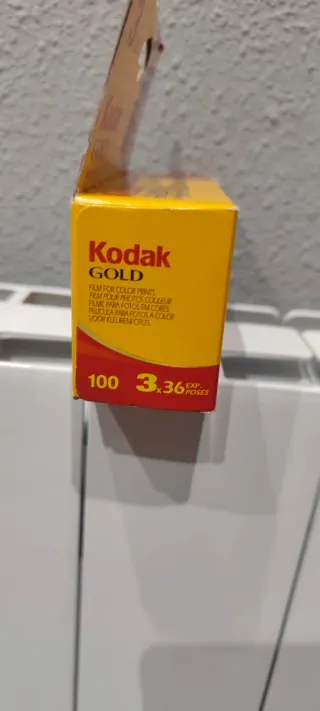 Kodak
GOLD
FILM FOR COLOR PRINTS
FILM POUR PHOTOS COULEUR
FILME PARA FOTOS EM CORES
PELICULA PARA FOTOS A COLOR
VOOR KLEURENFOTO'S
100 3x36 EXP.
POSES